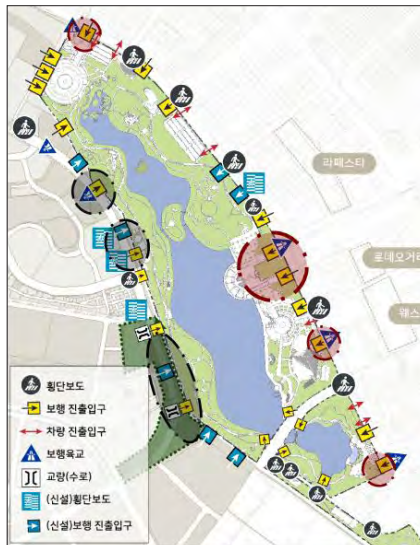 라페스타
로데오거리
웨스
횡단보도
보행 진출입구
차량 진출입구
보행육교
교량(수로)
(신설)횡단보도
(신설)보행 진출입구